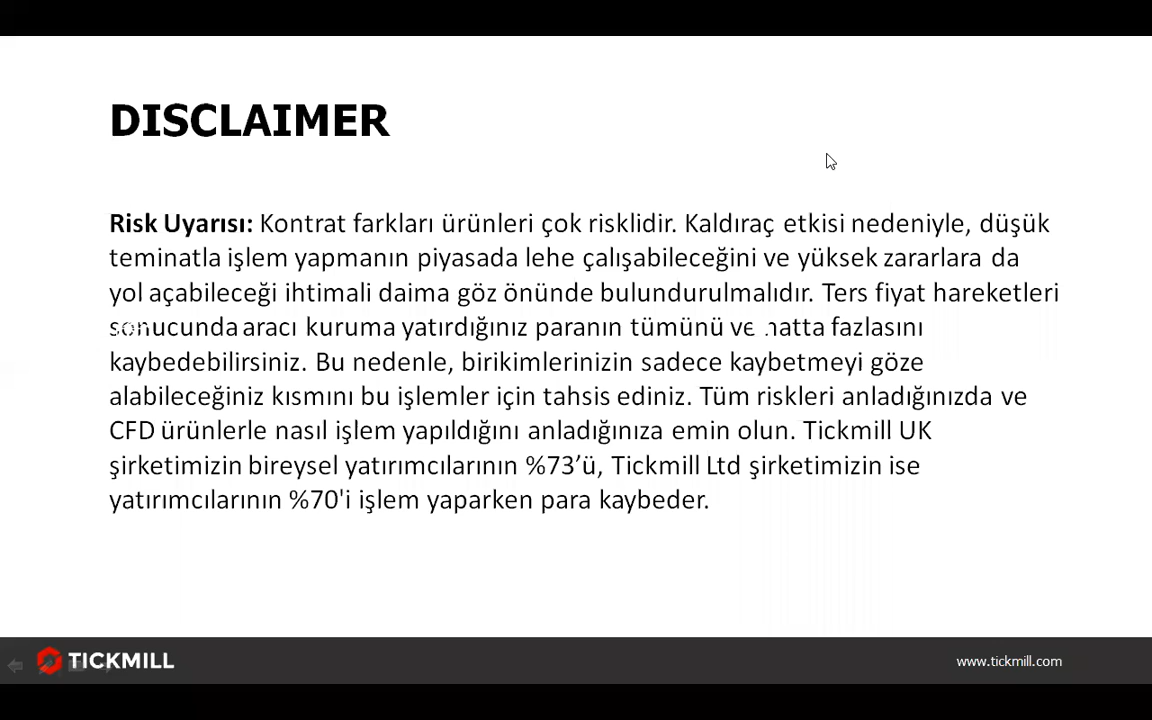 DISCLAIMER
Risk Uyarısı: Kontrat farkları ürünleri çok risklidir. Kaldıraç etkisi nedeniyle, düşük
teminatla işlem yapmanın piyasada lehe çalışabileceğini ve yüksek zararlara da
yol açabileceği ihtimali daima göz önünde bulundurulmalıdır. Ters fiyat hareketleri
sonucunda aracı kuruma yatırdığınız paranın tümünü ve hatta fazlasını
kaybedebilirsiniz. Bu nedenle, birikimlerinizin sadece kaybetmeyi göze
alabileceğiniz kısmını bu işlemler için tahsis ediniz. Tüm riskleri anladığınızda ve
CFD ürünlerle nasıl işlem yapıldığını anladığınıza emin olun. Tickmill UK
şirketimizin bireysel yatırımcılarının %73’ü, Tickmill Ltd şirketimizin ise
yatırımcılarının %70'i işlem yaparken para kaybeder.
TICKMILL
www.tickmill.com